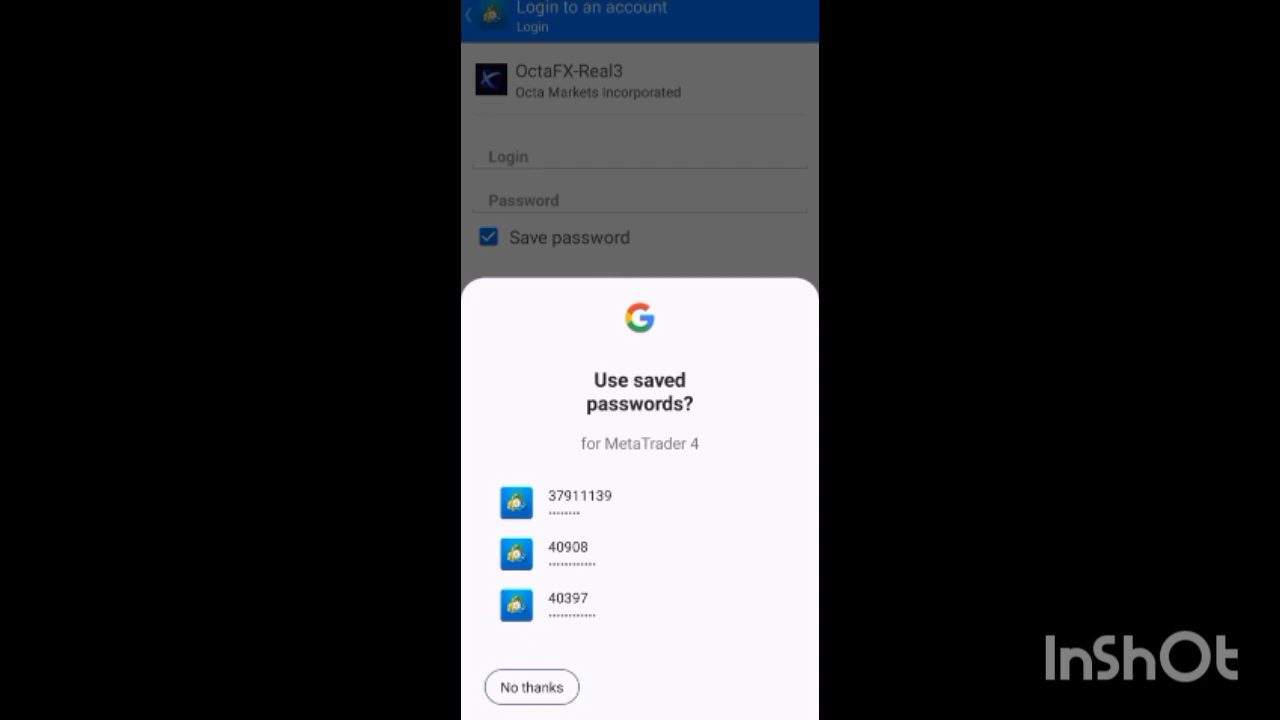 Login to an account
Login
OctaFX-Real3
Octa Markets Incorporated
Login
Password
Save password
Use saved
passwords?
for MetaTrader 4
37911139
••••••••
40908
••••••••••••
40397
••••••••••••
No thanks
InShOt